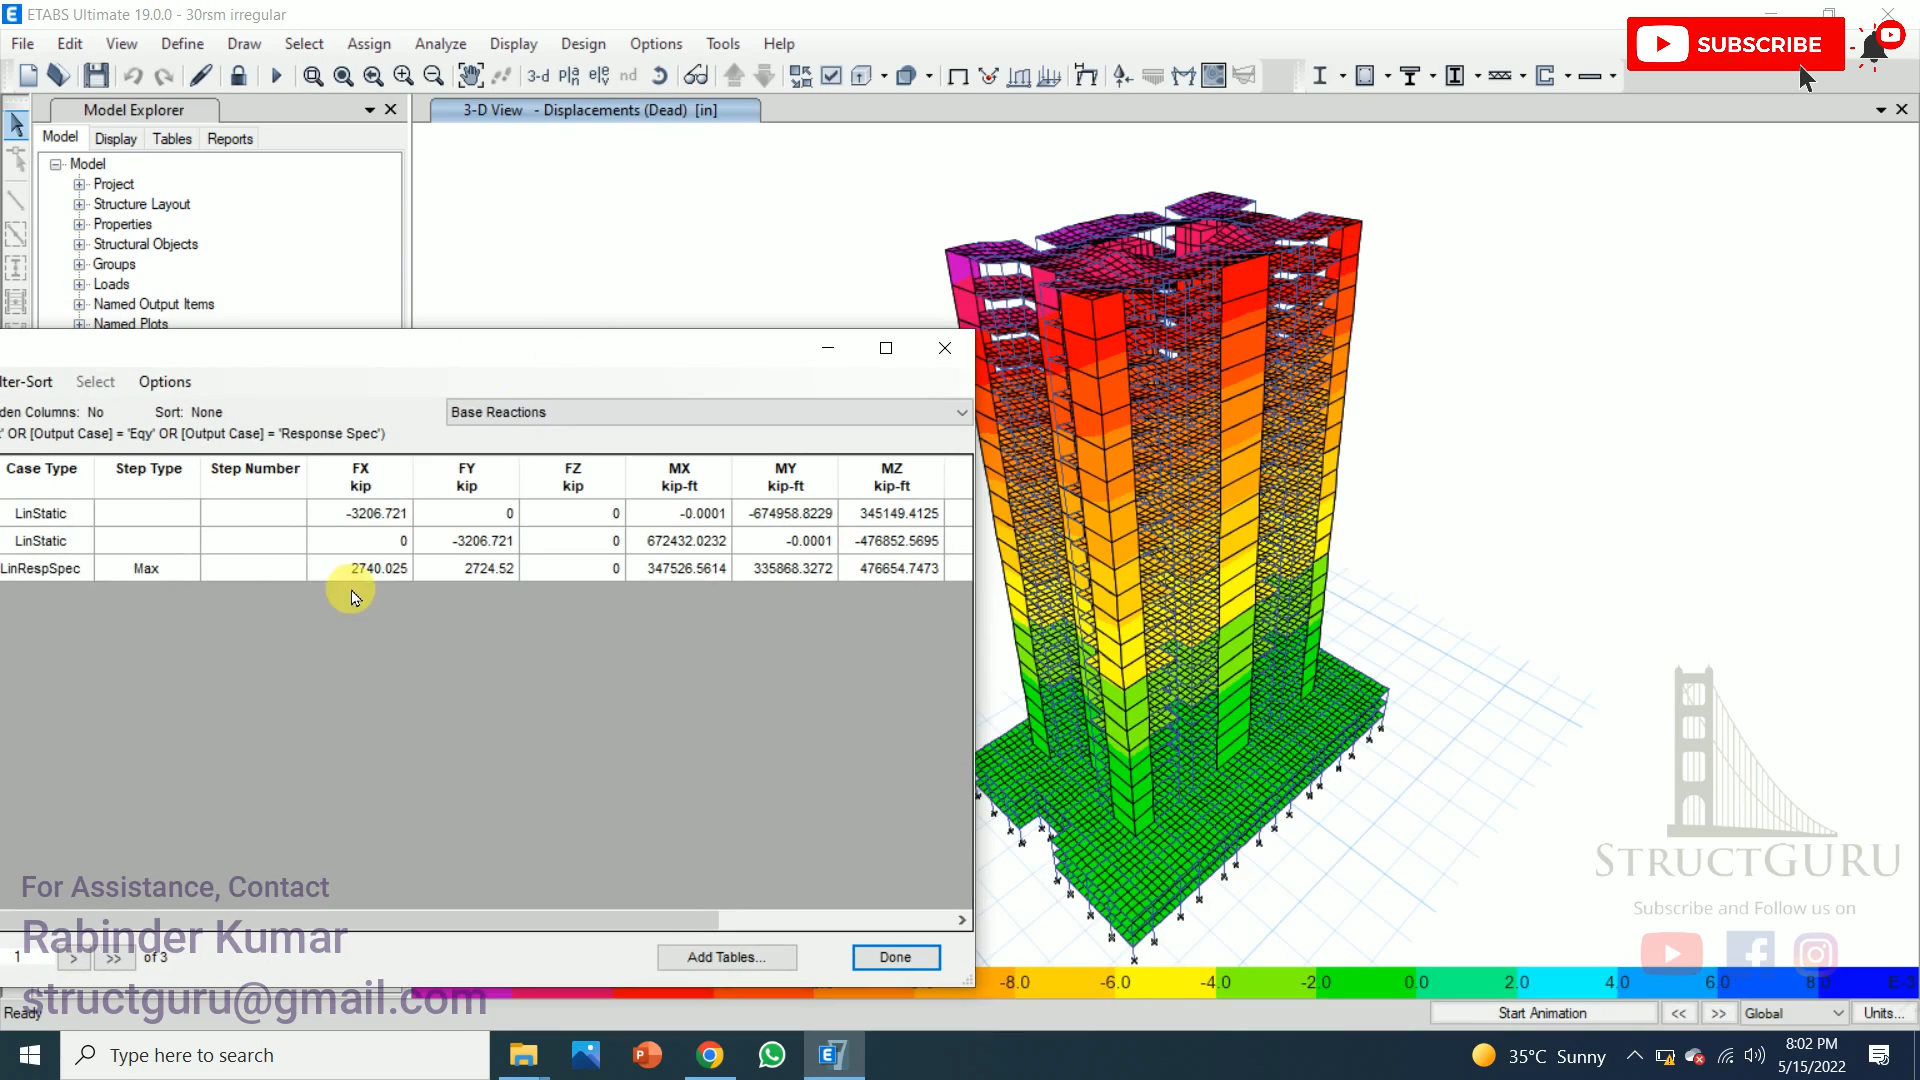 ETABS Ultimate 19.0.0 - 30rsm irregular
File Edit View Define Draw Select Assign Analyze Display Design Options Tools Help
SUBSCRIBE
3-d nd
Model Explorer
3-D View - Displacements (Dead) [in]
Model Display Tables Reports
Model
Project
Structure Layout
Properties
Structural Objects
Groups
Loads
Named Output Items
Named Plots
lter-Sort Select Options
den Columns: No Sort: None Base Reactions
' OR [Output Case] = 'Eqy' OR [Output Case] = 'Response Spec')
Case Type Step Type Step Number FX kip FY kip FZ kip MX kip-ft MY kip-ft MZ kip-ft
LinStatic -3206.721 0 0 -0.0001 -674958.8229 345149.4125
LinStatic 0 -3206.721 0 672432.0232 -0.0001 -476852.5695
LinRespSpec Max 2740.025 2724.52 0 347526.5614 335868.3272 476654.7473
For Assistance, Contact
Rabinder Kumar
structguru@gmail.com
1 > >> of 3 Add Tables... Done
STRUCTGURU
Subscribe and Follow us on
-8.0 -6.0 -4.0 -2.0 0.0 2.0 4.0 6.0 8.0 E-3
Ready Start Animation << >> Global Units...
Type here to search
35°C Sunny
8:02 PM
5/15/2022